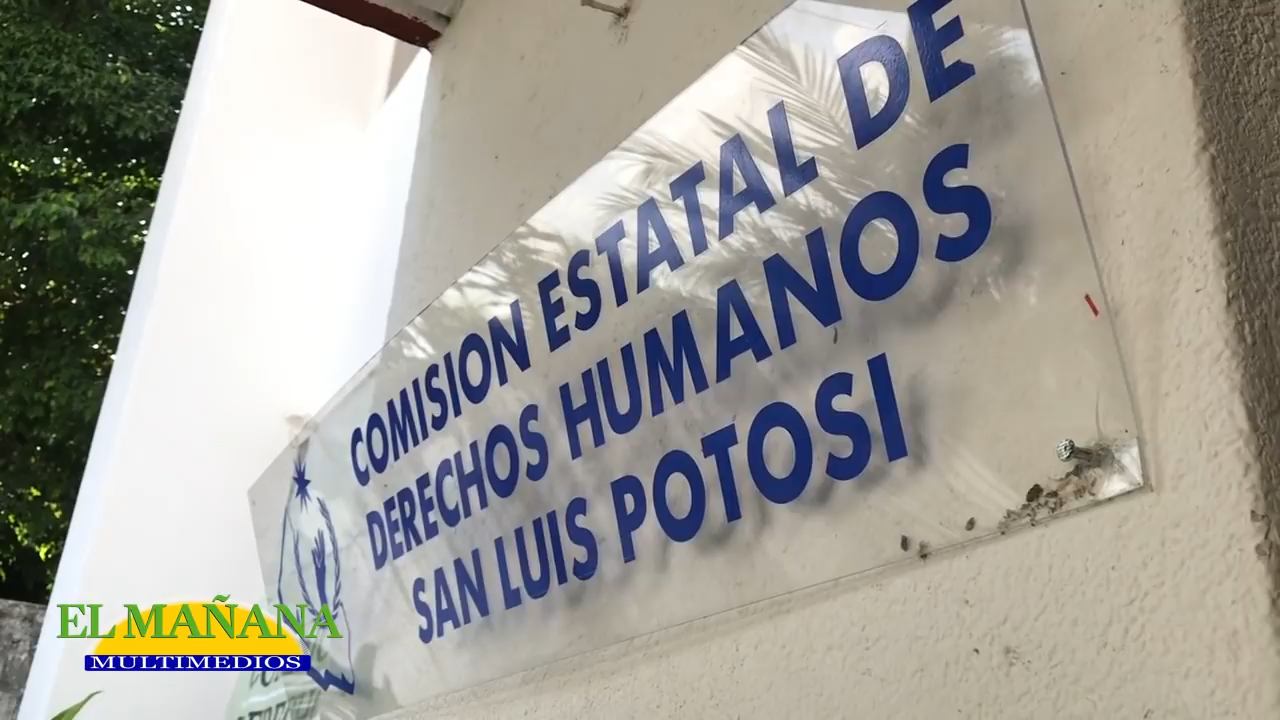 COMISION ESTATAL DE
DERECHOS HUMANOS
SAN LUIS POTOSI
EL MAÑANA
MULTIMEDIOS